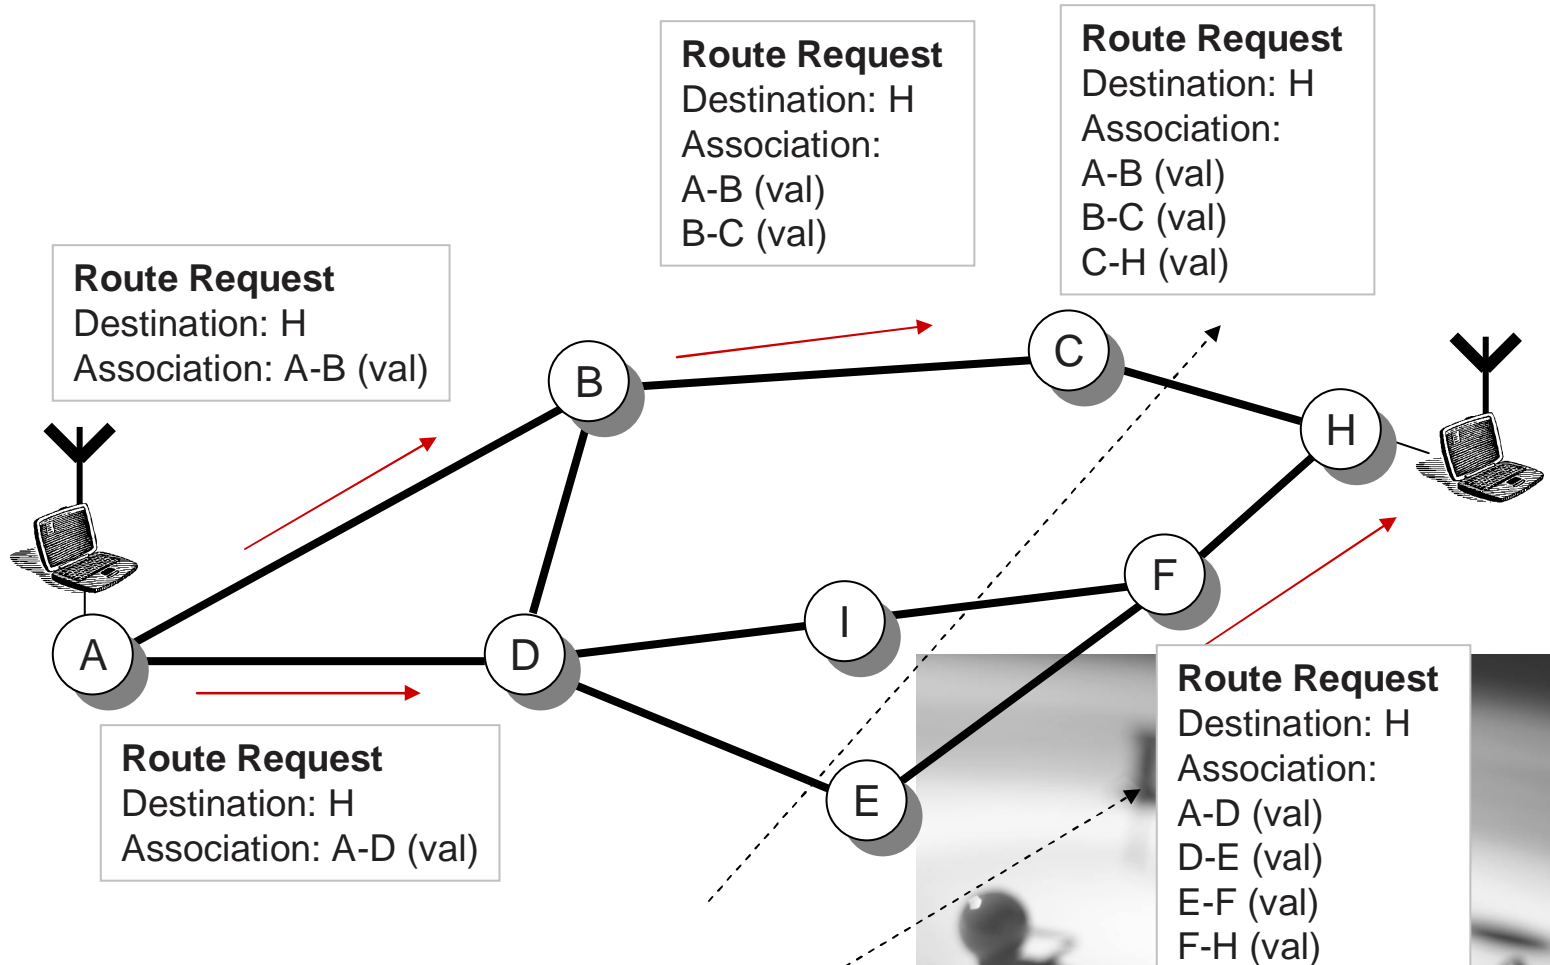 Route Request
Destination: H
Association:
A-B (val)
B-C (val)
Route Request
Destination: H
Association:
A-B (val)
B-C (val)
C-H (val)
Route Request
Destination: H
Association: A-B (val)
B
C
H
A
D
I
F
E
Route Request
Destination: H
Association: A-D (val)
Route Request
Destination: H
Association:
A-D (val)
D-E (val)
E-F (val)
F-H (val)